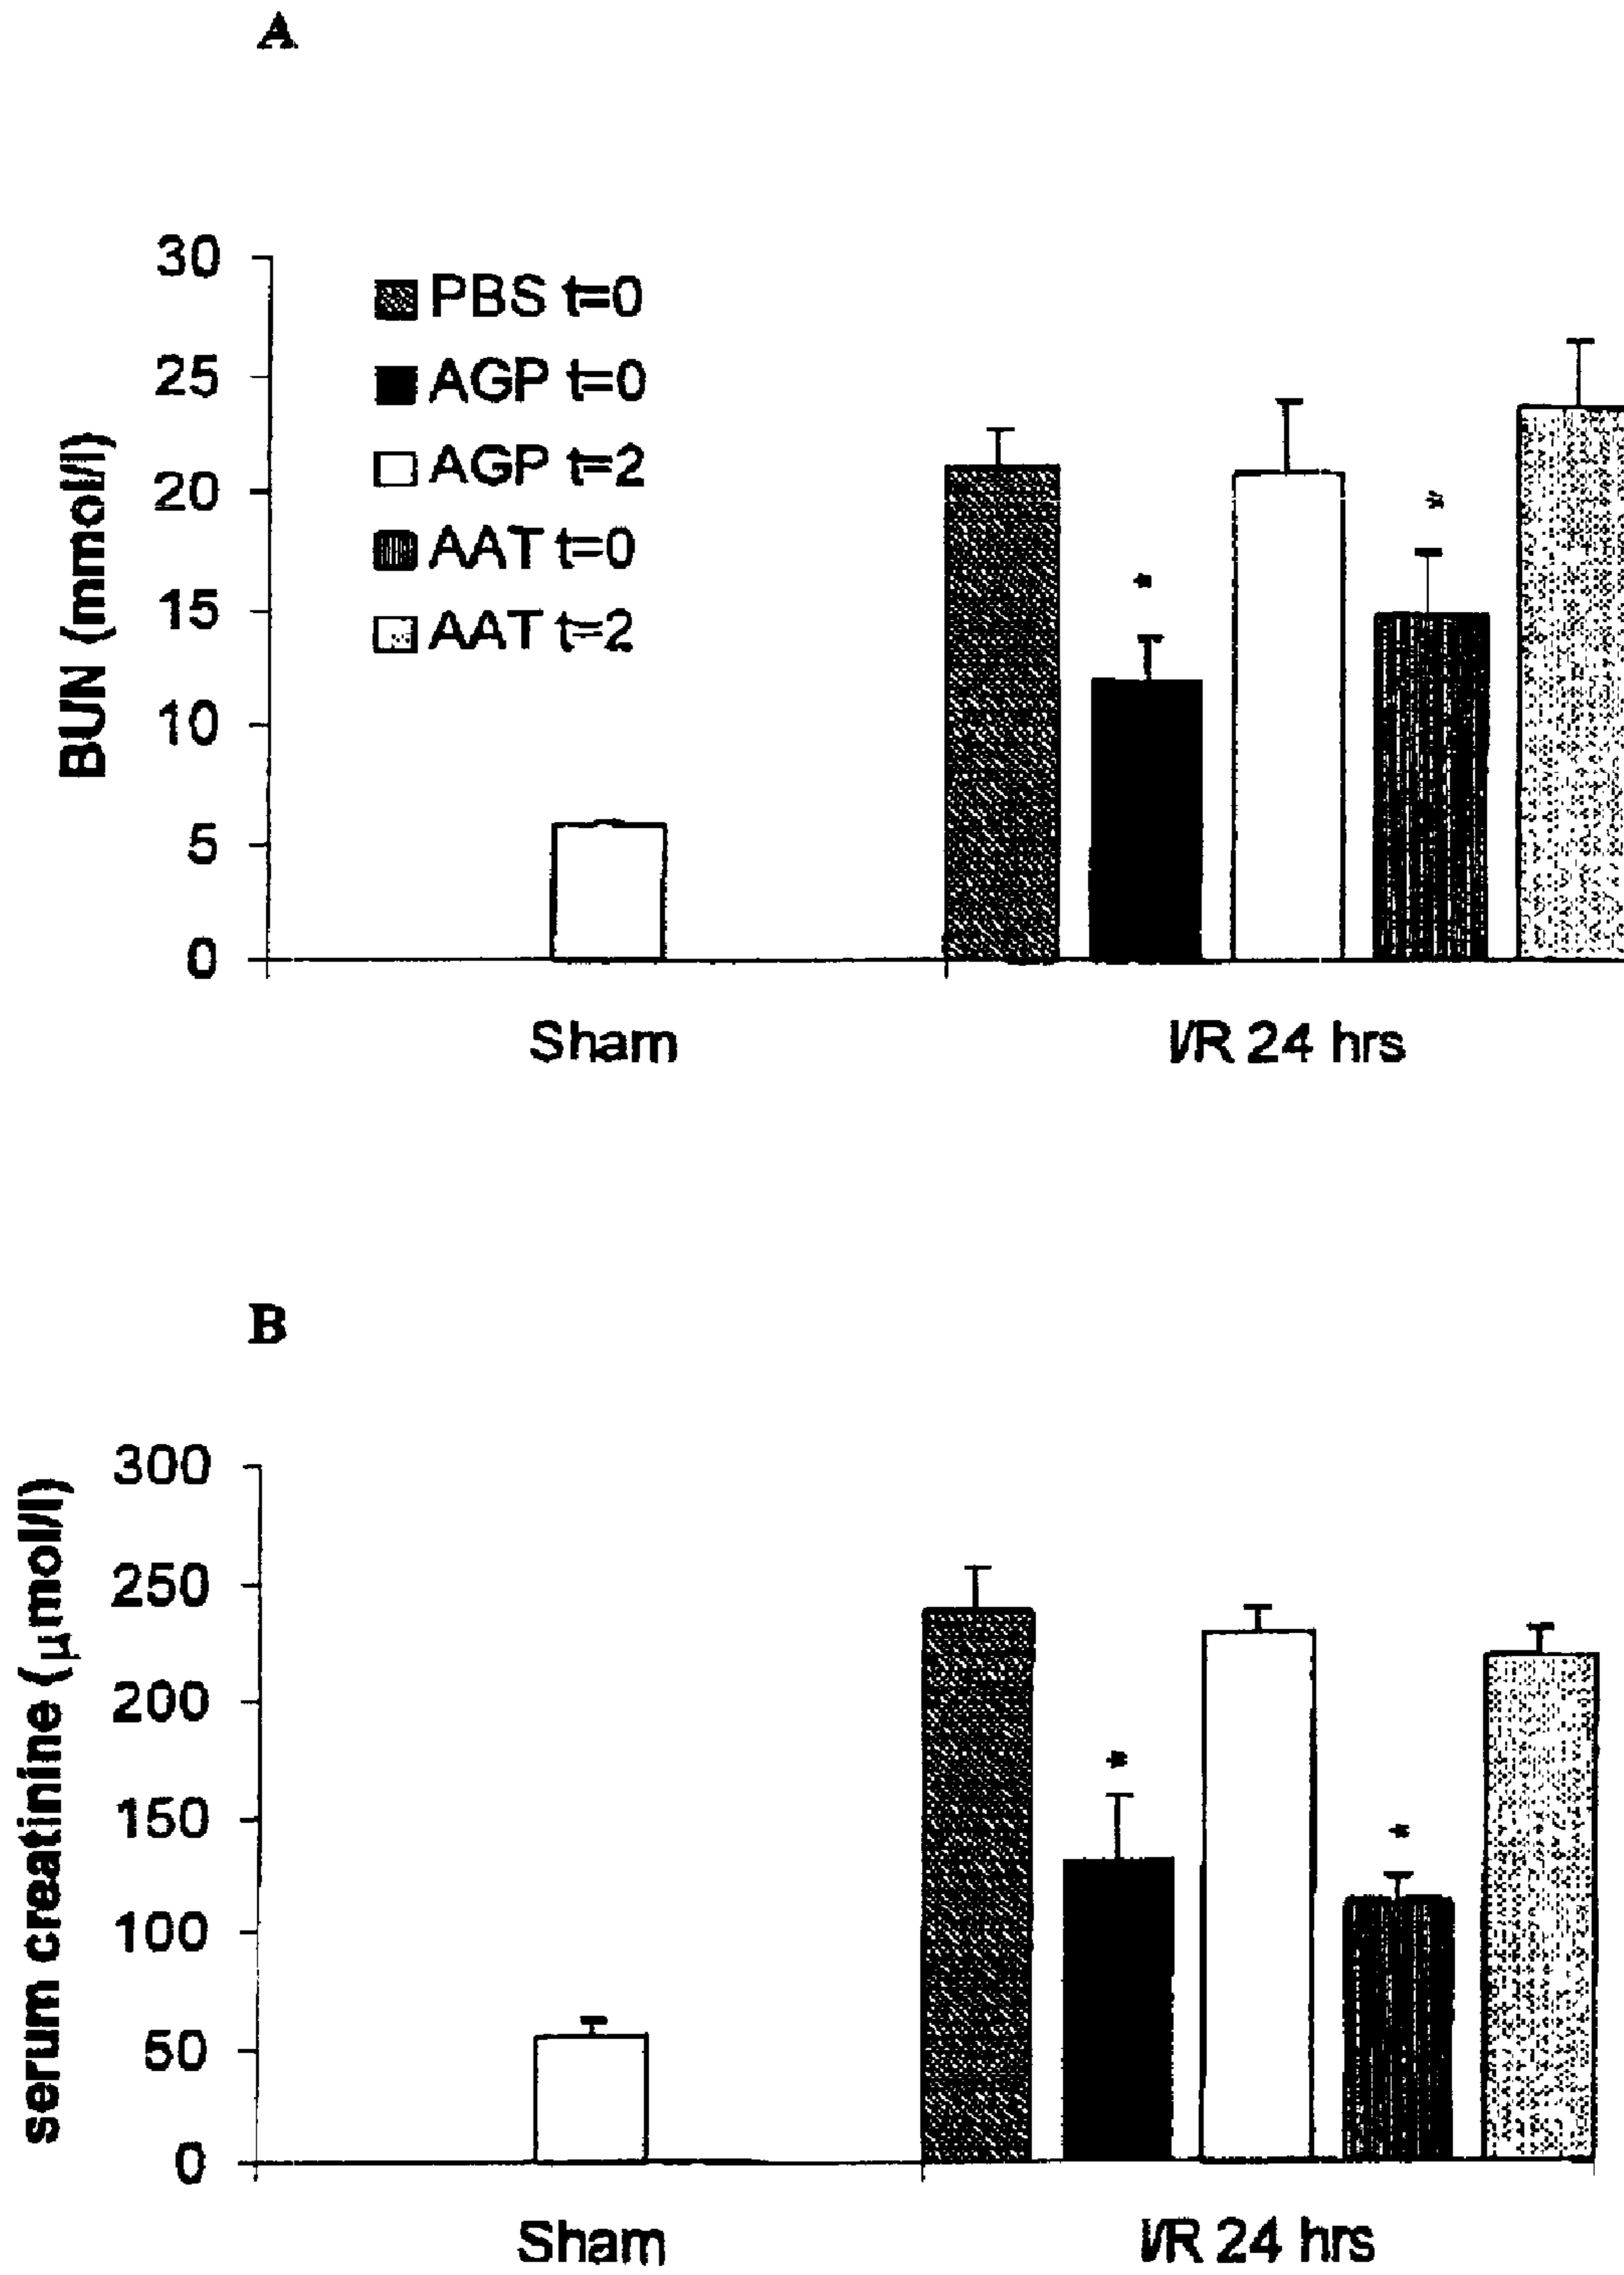 A
30
25
20
15
10
5
0
BUN (mmol/l)
PBS t=0
AGP t=0
AGP t=2
AAT t=0
AAT t=2
*
*
Sham
I/R 24 hrs
B
300
250
200
150
100
50
0
serum creatinine (μmol/l)
*
*
Sham
I/R 24 hrs